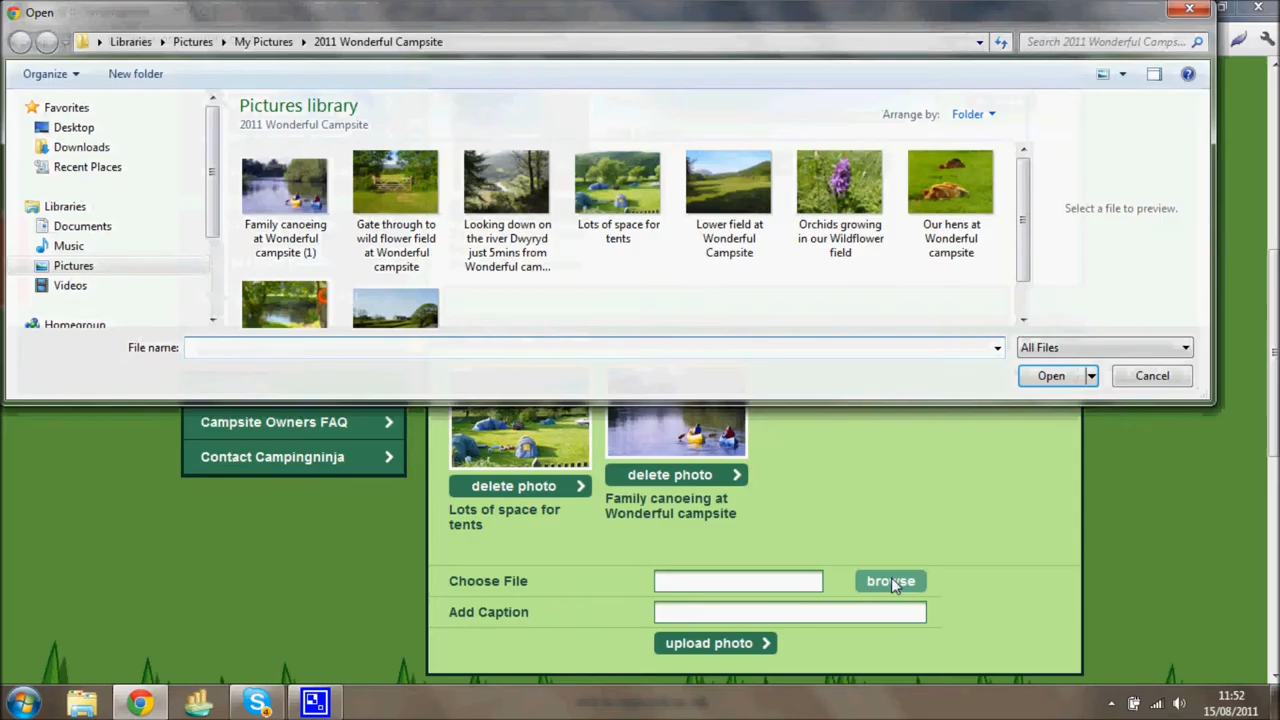 Open
Libraries Pictures My Pictures 2011 Wonderful Campsite
Search 2011 Wonderful Camps...
Organize New folder
Favorites
Desktop
Downloads
Recent Places
Libraries
Documents
Music
Pictures
Videos
Homegroup
Pictures library
2011 Wonderful Campsite
Arrange by: Folder
Family canoeing
at Wonderful
campsite (1)
Gate through to
wild flower field
at Wonderful
campsite
Looking down on
the river Dwyryd
just 5mins from
Wonderful cam...
Lots of space for
tents
Lower field at
Wonderful
Campsite
Orchids growing
in our Wildflower
field
Our hens at
Wonderful
campsite
Select a file to preview.
File name:
All Files
Open Cancel
Campsite Owners FAQ
Contact Campingninja
delete photo
Lots of space for
tents
delete photo
Family canoeing at
Wonderful campsite
Choose File browse
Add Caption
upload photo
11:52
15/08/2011